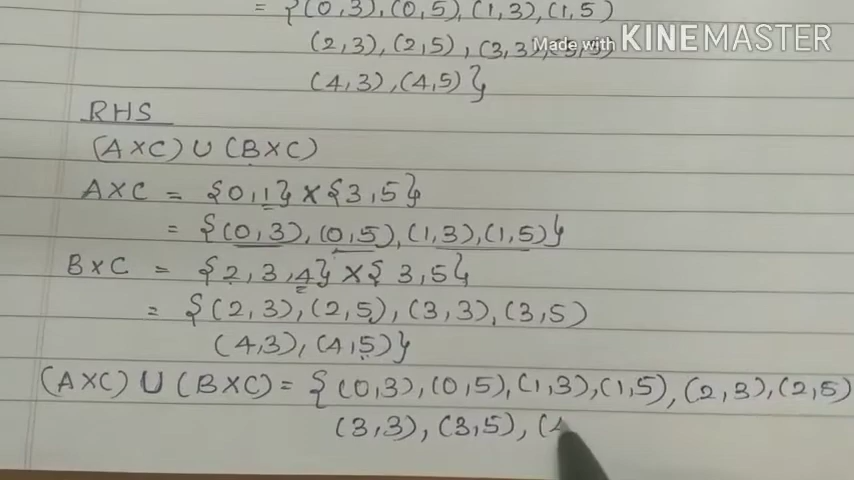 = {(0,3), (0,5), (1,3), (1,5)
(2,3), (2,5), (3,3), (3,5)
Made with KINEMASTER
(4,3), (4,5)}
RHS
(A×C) ∪ (B×C)
A×C = {0,1} × {3,5}
= {(0,3), (0,5), (1,3), (1,5)}
B×C = {2,3,4} × {3,5}
= {(2,3), (2,5), (3,3), (3,5)
(4,3), (4,5)}
(A×C) ∪ (B×C) = {(0,3), (0,5), (1,3), (1,5), (2,3), (2,5)
(3,3), (3,5), (4